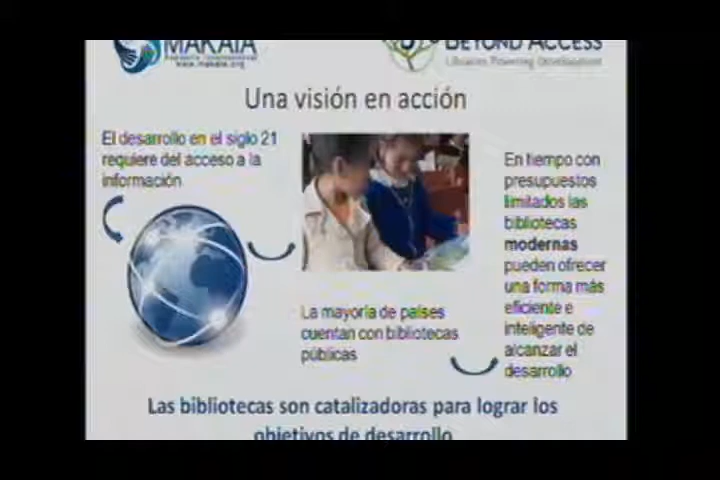 MAKAIA
www.makaia.org
BEYOND ACCESS
Libraries Powering Development
Una visión en acción
El desarrollo en el siglo 21
requiere del acceso a la
información
La mayoría de países
cuentan con bibliotecas
públicas
En tiempo con
presupuestos
limitados las
bibliotecas
modernas
pueden ofrecer
una forma más
eficiente e
inteligente de
alcanzar el
desarrollo
Las bibliotecas son catalizadoras para lograr los
objetivos de desarrollo